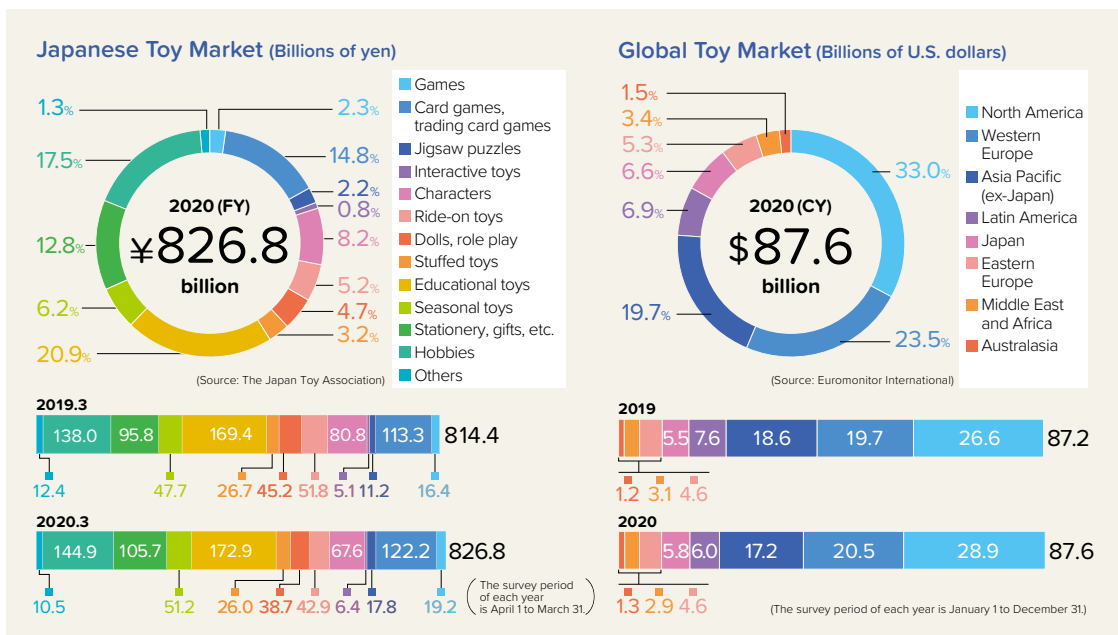 Japanese Toy Market (Billions of yen)
1.3%
2.3%
17.5%
14.8%
2.2%
0.8%
12.8%
8.2%
6.2%
5.2%
4.7%
3.2%
20.9%
2020 (FY)
¥826.8
billion
Games
Card games,
trading card games
Jigsaw puzzles
Interactive toys
Characters
Ride-on toys
Dolls, role play
Stuffed toys
Educational toys
Seasonal toys
Stationery, gifts, etc.
Hobbies
Others
(Source: The Japan Toy Association)
2019.3
138.0 95.8 169.4 80.8 113.3 814.4
12.4 47.7 26.7 45.2 51.8 5.1 11.2 16.4
2020.3
144.9 105.7 172.9 67.6 122.2 826.8
10.5 51.2 26.0 38.7 42.9 6.4 17.8 19.2
(The survey period
of each year
is April 1 to March 31.)
Global Toy Market (Billions of U.S. dollars)
1.5%
3.4%
5.3%
6.6%
6.9%
33.0%
19.7%
23.5%
2020 (CY)
$87.6
billion
North America
Western
Europe
Asia Pacific
(ex-Japan)
Latin America
Japan
Eastern
Europe
Middle East
and Africa
Australasia
(Source: Euromonitor International)
2019
5.5 7.6 18.6 19.7 26.6 87.2
1.2 3.1 4.6
2020
5.8 6.0 17.2 20.5 28.9 87.6
1.3 2.9 4.6
(The survey period of each year is January 1 to December 31.)